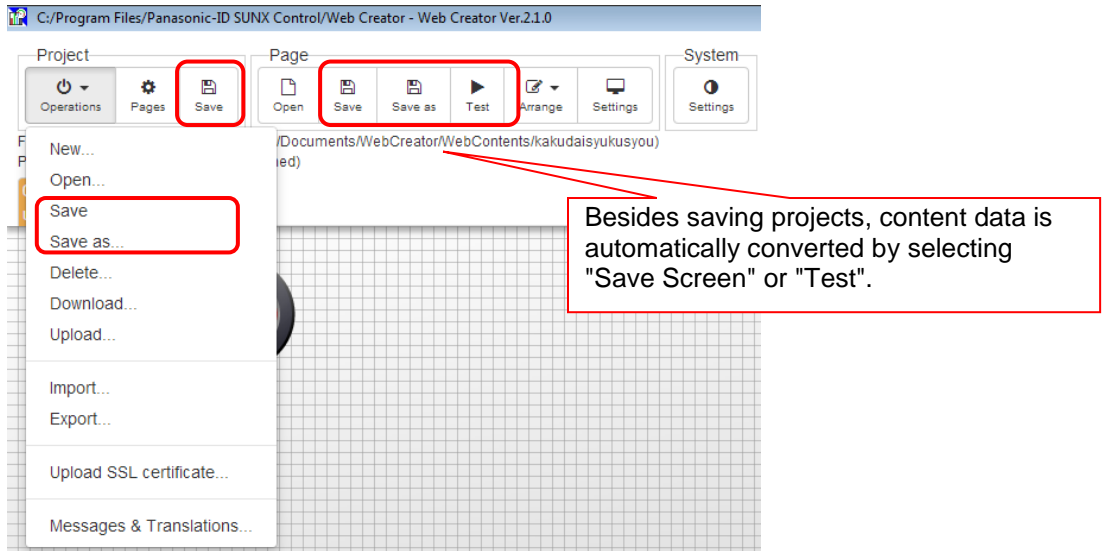 C:/Program Files/Panasonic-ID SUNX Control/Web Creator - Web Creator Ver.2.1.0
Project Page System
Operations Pages Save Open Save Save as Test Arrange Settings Settings
/Documents/WebCreator/WebContents/kakudaisyukusyou)
New...
Open...
Save
Save as...
Delete...
Download...
Upload...
Import...
Export...
Upload SSL certificate...
Messages & Translations...
Besides saving projects, content data is
automatically converted by selecting
"Save Screen" or "Test".